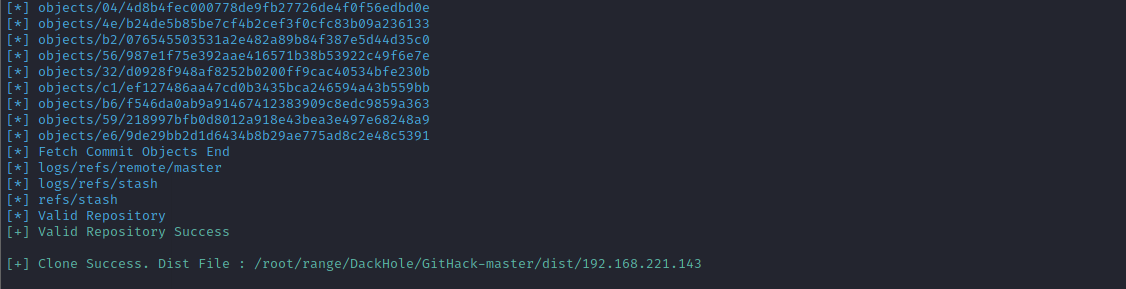 [*] objects/04/4d8b4fec000778de9fb27726de4f0f56edbd0e
[*] objects/4e/b24de5b85be7cf4b2cef3f0cfc83b09a236133
[*] objects/b2/076545503531a2e482a89b84f387e5d44d35c0
[*] objects/56/987e1f75e392aae416571b38b53922c49f6e7e
[*] objects/32/d0928f948af8252b0200ff9cac40534bfe230b
[*] objects/c1/ef127486aa47cd0b3435bca246594a43b559bb
[*] objects/b6/f546da0ab9a91467412383909c8edc9859a363
[*] objects/59/218997bfb0d8012a918e43bea3e497e68248a9
[*] objects/e6/9de29bb2d1d6434b8b29ae775ad8c2e48c5391
[*] Fetch Commit Objects End
[*] logs/refs/remote/master
[*] logs/refs/stash
[*] refs/stash
[*] Valid Repository
[+] Valid Repository Success
[+] Clone Success. Dist File : /root/range/DackHole/GitHack-master/dist/192.168.221.143